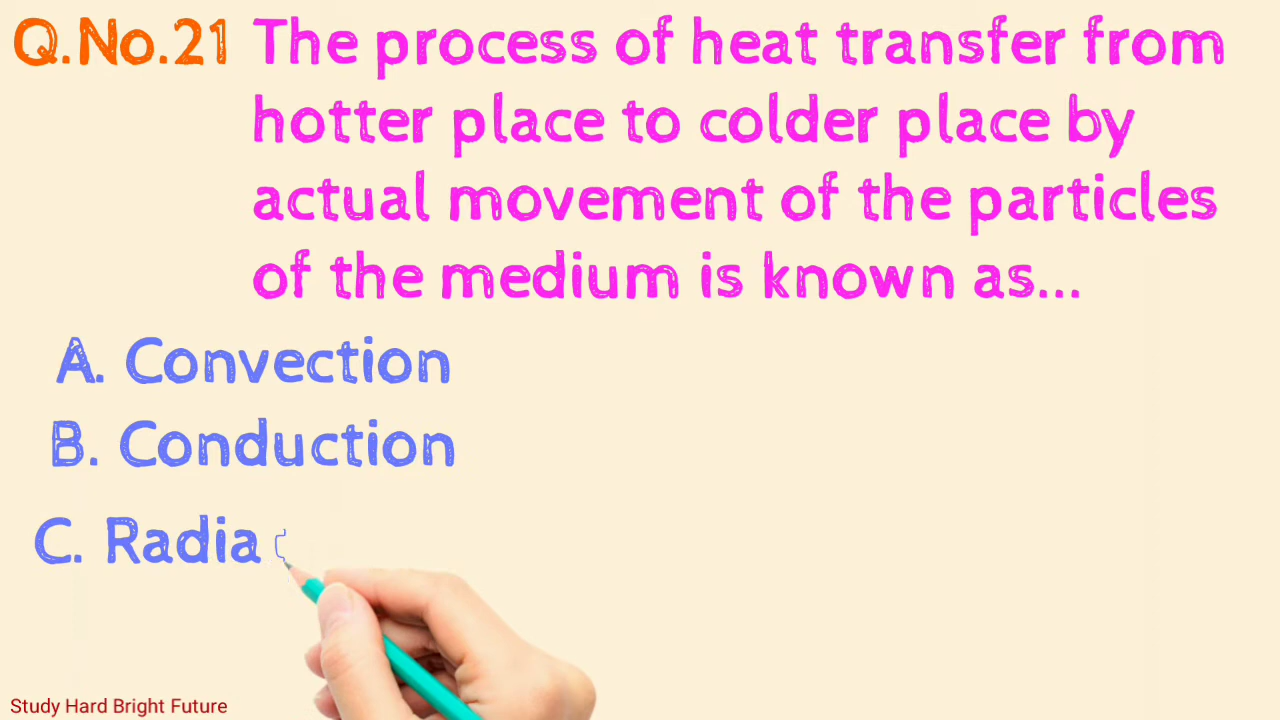 Q.No.21 The process of heat transfer from
hotter place to colder place by
actual movement of the particles
of the medium is known as...
A. Convection
B. Conduction
C. Radia
Study Hard Bright Future